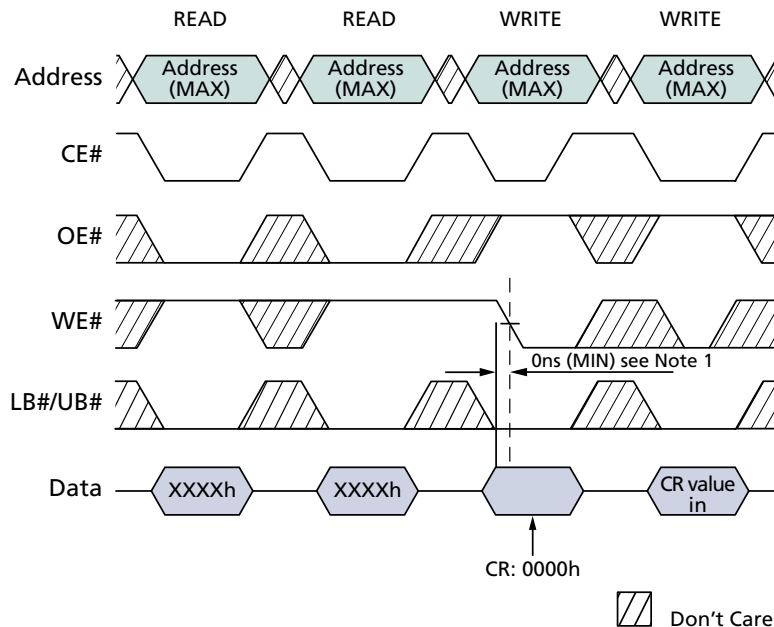 READ READ WRITE WRITE
Address
Address
(MAX)
Address
(MAX)
Address
(MAX)
Address
(MAX)
CE#
OE#
WE#
0ns (MIN) see Note 1
LB#/UB#
Data
XXXXh
XXXXh
CR value
in
CR: 0000h
Don't Care